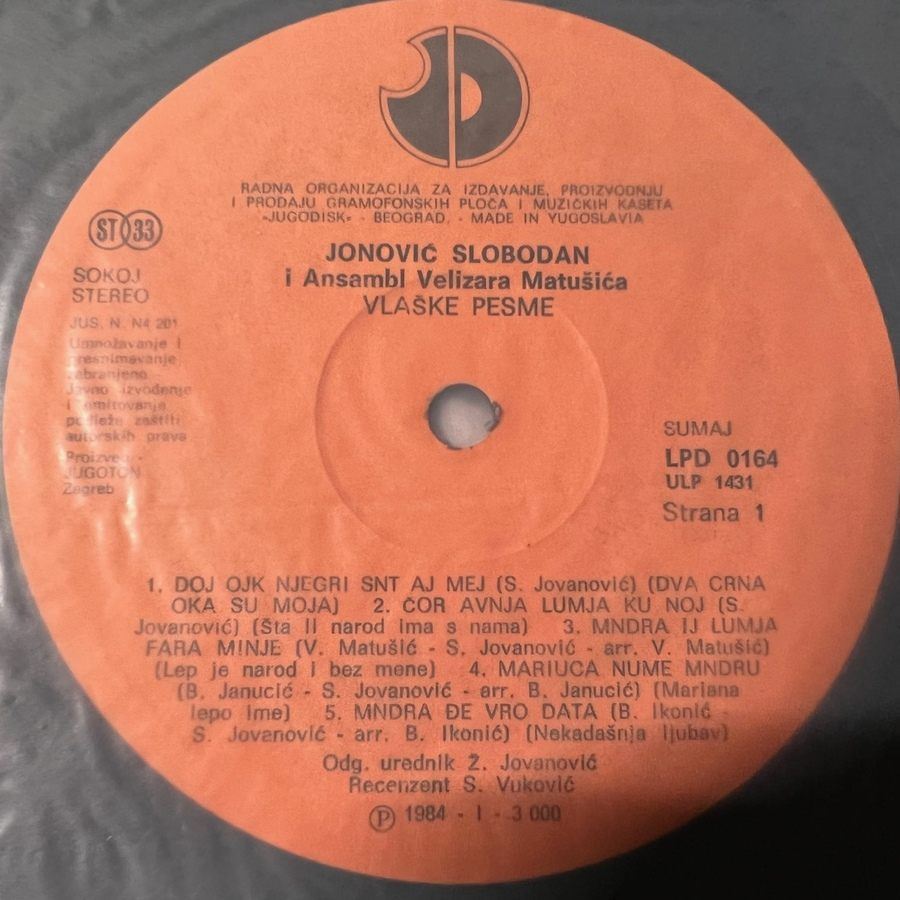 RADNA ORGANIZACIJA ZA IZDAVANJE, PROIZVODNJU
I PRODAJU GRAMOFONSKIH PLOČA I MUZIČKIH KASETA
»JUGODISK« - BEOGRAD, - MADE IN YUGOSLAVIA
ST 33
SOKOJ
STEREO
JUS. N. N4 201
Umnožavanje i
presnimavanje
zabranjeno
Javno izvođenje
i emitovanje
podleže zaštiti
autorskih prava
Proizveo -
JUGOTON
Zagreb
JONOVIĆ SLOBODAN
i Ansambl Velizara Matušića
VLAŠKE PESME
SUMAJ
LPD 0164
ULP 1431
Strana 1
1. DOJ OJK NJEGRI SNT AJ MEJ (S. Jovanović) (DVA CRNA
OKA SU MOJA) 2. ČOR AVNJA LUMJA KU NOJ (S.
Jovanović) (Šta li narod ima s nama) 3. MNDRA IJ LUMJA
FARA MINJE (V. Matušić - S. Jovanović - arr. V. Matušić)
(Lep je narod i bez mene) 4. MARIUCA NUME MNDRU
(B. Janucić - S. Jovanović - arr. B. Janucić) (Mariana
lepo ime) 5. MNDRA ĐE VRO DATA (B. Ikonić -
S. Jovanović - arr. B. Ikonić) (Nekadašnja ljubav)
Odg. urednik Ž. Jovanović
Recenzent S. Vuković
Ⓟ 1984 - I - 3 000